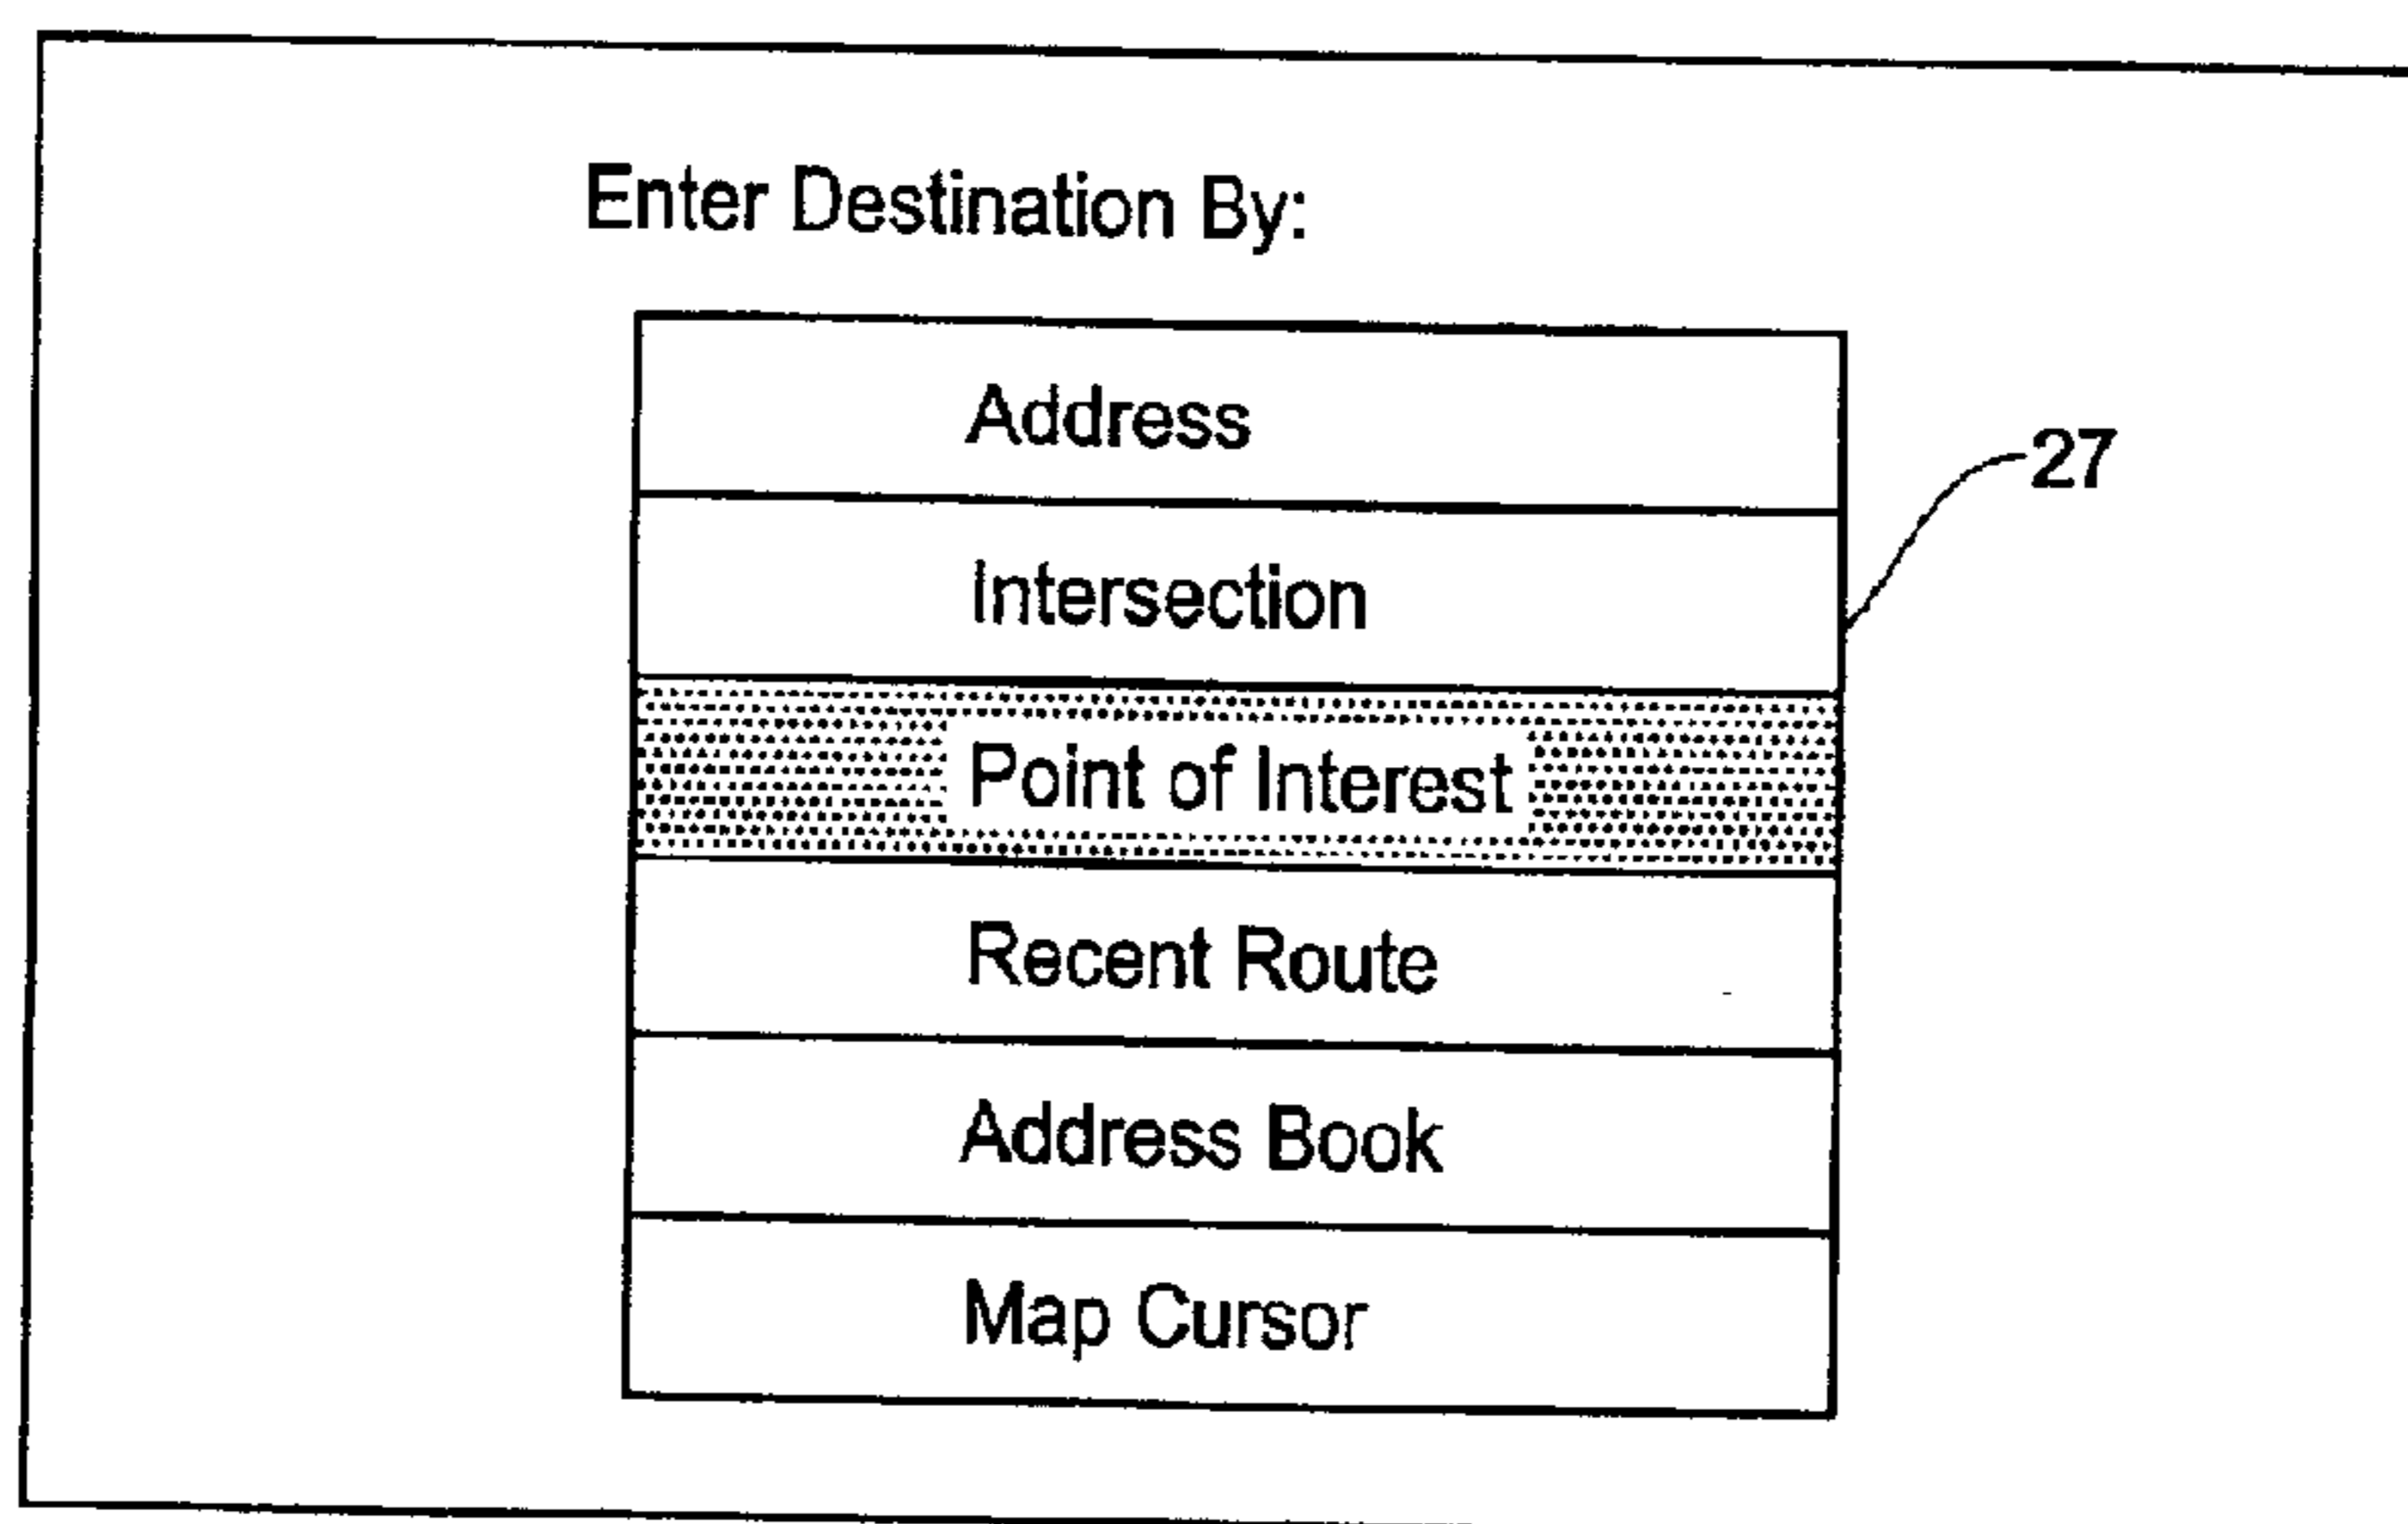 Enter Destination By:
Address
27
Intersection
Point of Interest
Recent Route
Address Book
Map Cursor